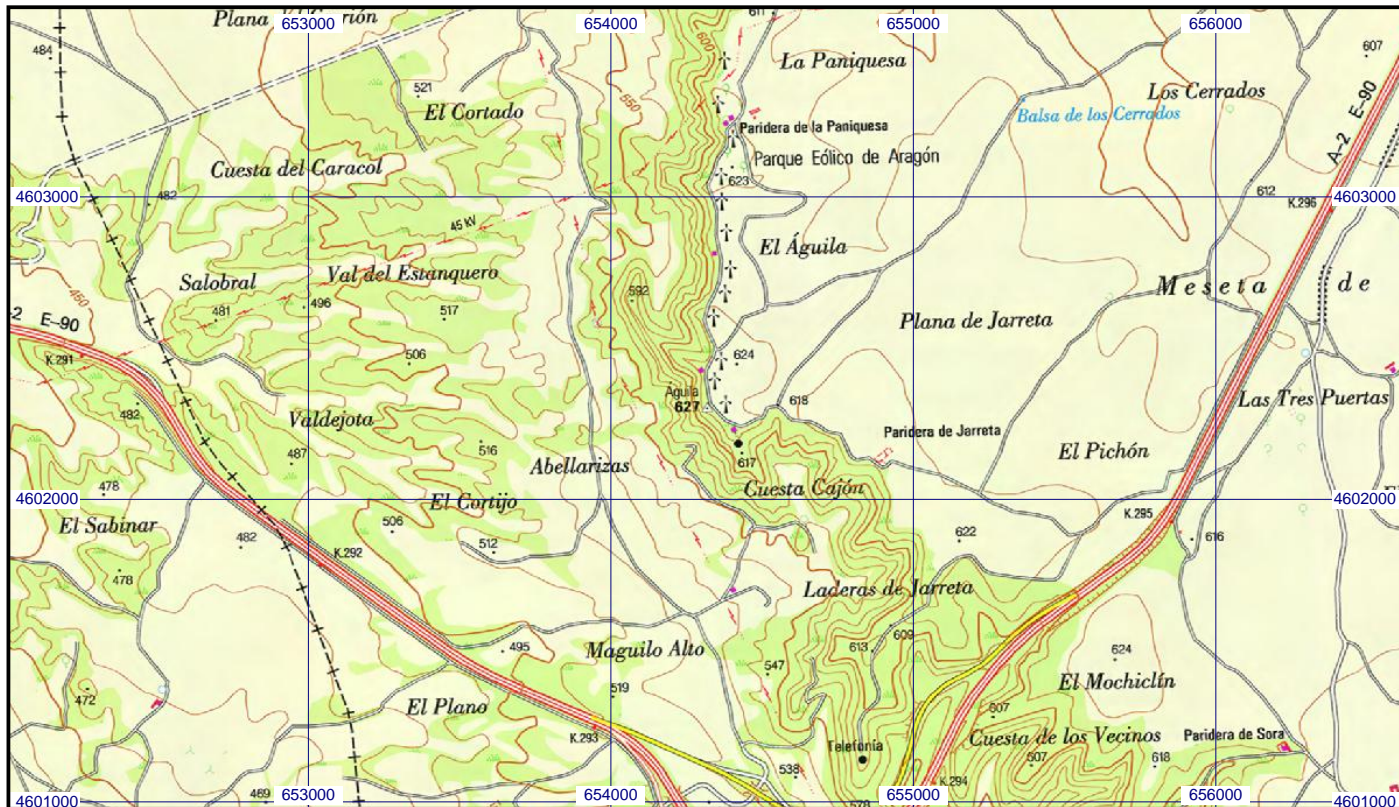 653000
654000
655000
656000
611
600
607
484
La Paniquesa
521
Los Cerrados
550
El Cortado
Balsa de los Cerrados
A-2 E-90
Paridera de la Paniquesa
Parque Eólico de Aragón
Cuesta del Caracol
623
612
482
4603000
K.296
4603000
45 kV
El Águila
Val del Estanquero
Salobral
Meseta de
450
592
496
481
517
E-90
Plana de Jarreta
K.291
506
624
Águila
627
618
Las Tres Puertas
482
Valdejota
Paridera de Jarreta
516
El Pichón
487
617
Abellarizas
478
Cuesta Cajón
4602000
El Cortijo
4602000
K.295
El Sabinar
506
482
512
622
616
K.292
478
Laderas de Jarreta
609
495
Maguilo Alto
613
624
547
472
519
El Mochiclín
El Plano
607
K.293
Cuesta de los Vecinos
Paridera de Sora
Telefonía
538
507
618
K.294
469
578
4601000
653000
654000
655000
656000
4601000